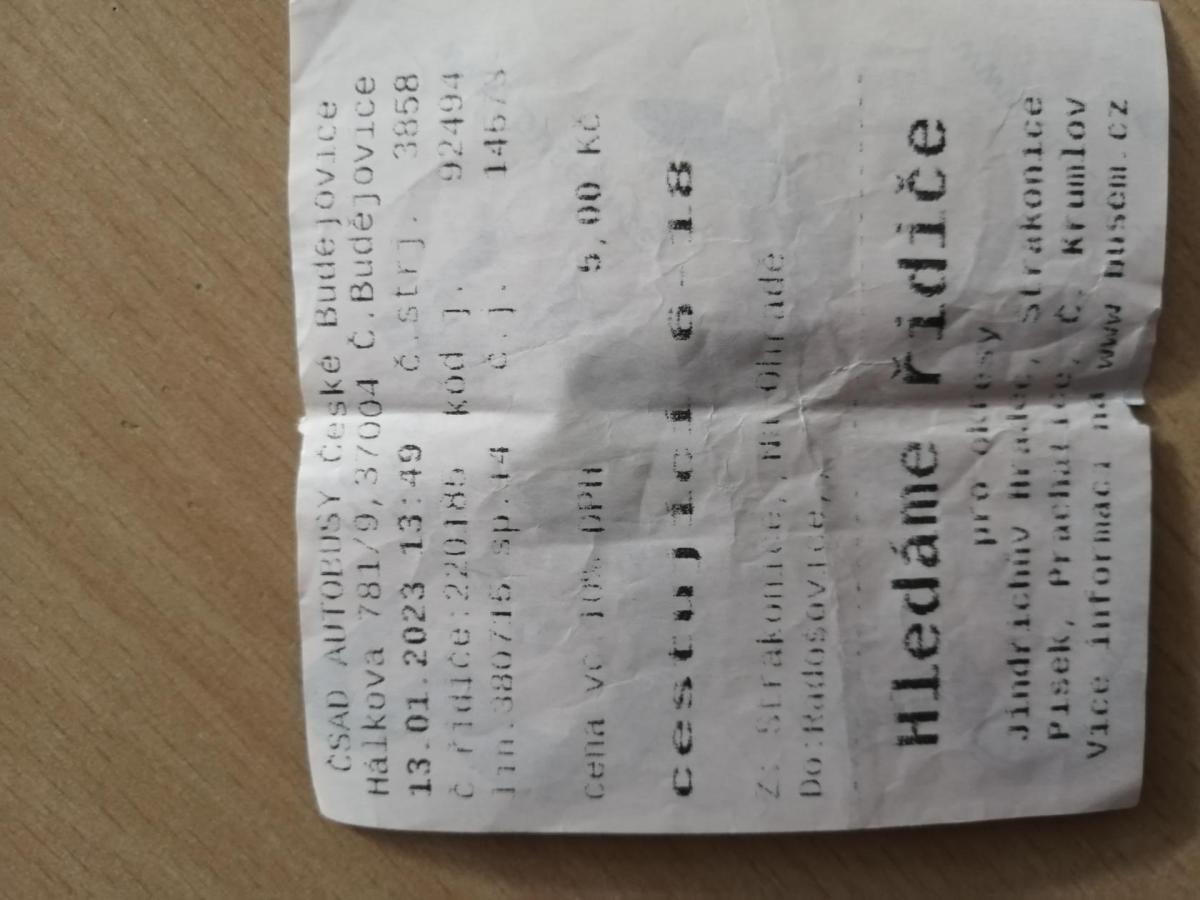 ČSAD AUTOBUSY České Budějovice
Hálkova 781/9,37004 Č.Budějovice
13.01.2023 13:49 č.strj. 3858
Č.řidiče:220185 kód j. 92494
lin.380715,sp.14 č.j.
Cena vč 10% DPH 5,00 Kč
cestující 6-18
Z: Strakonice,,Na Ohradě
Do:Radošovice,,
Hledáme řidiče
pro okresy
Jindřichův Hradec, Strakonice
Písek, Prachatice, Č. Krumlov
Více informací na www busem.cz